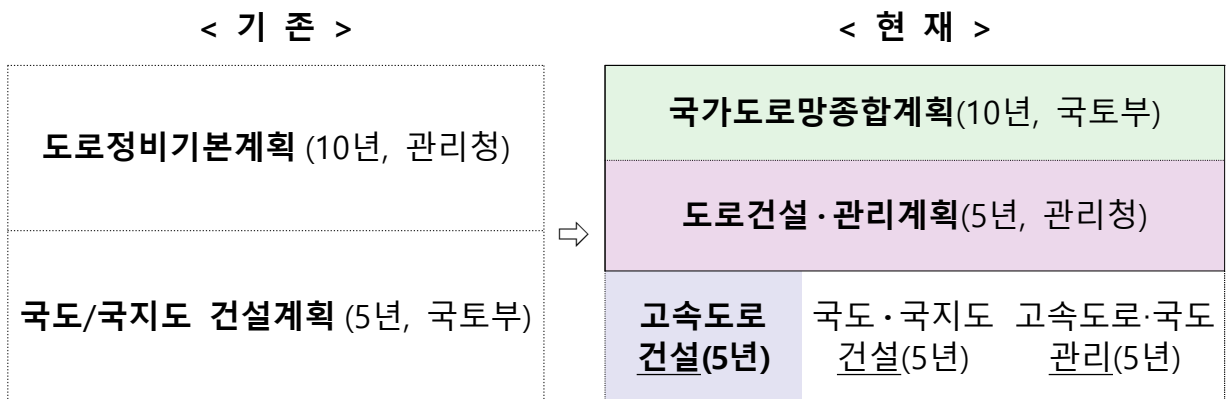 < 기 존 >
< 현 재 >
도로정비기본계획 (10년, 관리청)
국도/국지도 건설계획 (5년, 국토부)
⇨
국가도로망종합계획(10년, 국토부)
도로건설·관리계획(5년, 관리청)
고속도로
건설(5년)
국도·국지도
건설(5년)
고속도로·국도
관리(5년)